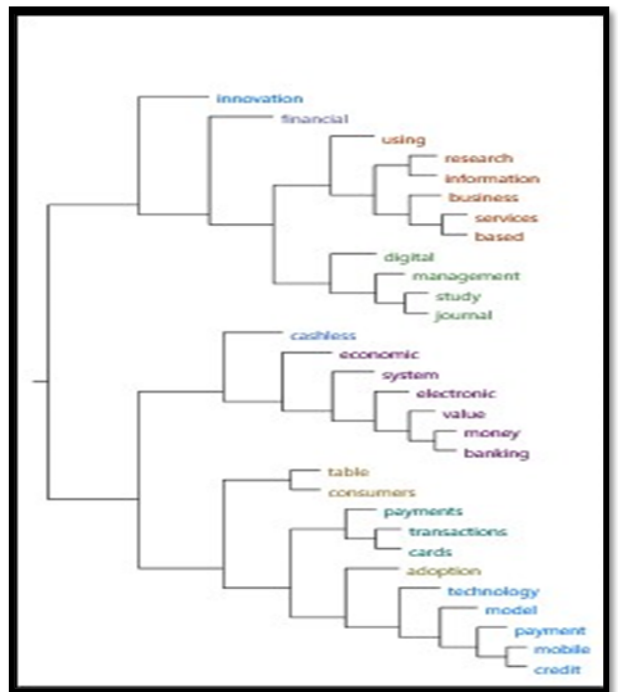 innovation
financial
using
research
information
business
services
based
digital
management
study
journal
cashless
economic
system
electronic
value
money
banking
table
consumers
payments
transactions
cards
adoption
technology
model
payment
mobile
credit